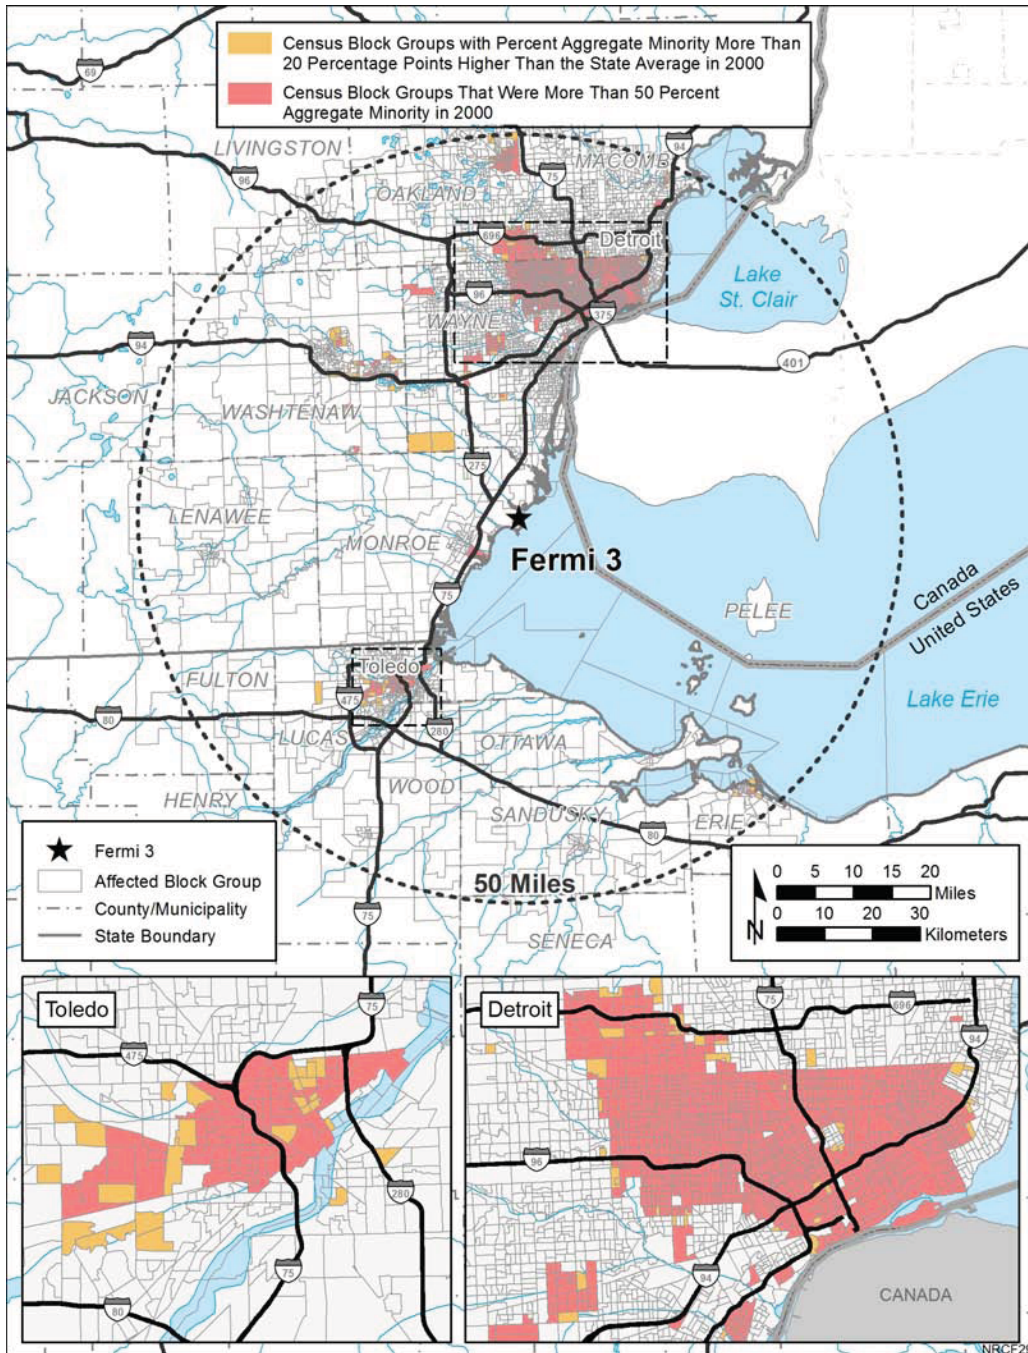 Census Block Groups with Percent Aggregate Minority More Than
20 Percentage Points Higher Than the State Average in 2000
Census Block Groups That Were More Than 50 Percent
Aggregate Minority in 2000
69
LIVINGSTON
96
OAKLAND
75
MACOMB
94
696
Detroit
Lake
St. Clair
96
WAYNE
375
94
401
JACKSON
WASHTENAW
275
LENAWEE
MONROE
Fermi 3
75
PELEE
Canada
United States
Toledo
FULTON
475
80
280
LUCAS
OTTAWA
Lake Erie
WOOD
HENRY
SANDUSKY
ERIE
80
50 Miles
75
SENECA
Fermi 3
Affected Block Group
County/Municipality
State Boundary
0 5 10 15 20
Miles
0 10 20 30
Kilometers
N
Toledo
75
475
280
75
80
Detroit
75
696
94
96
94
CANADA